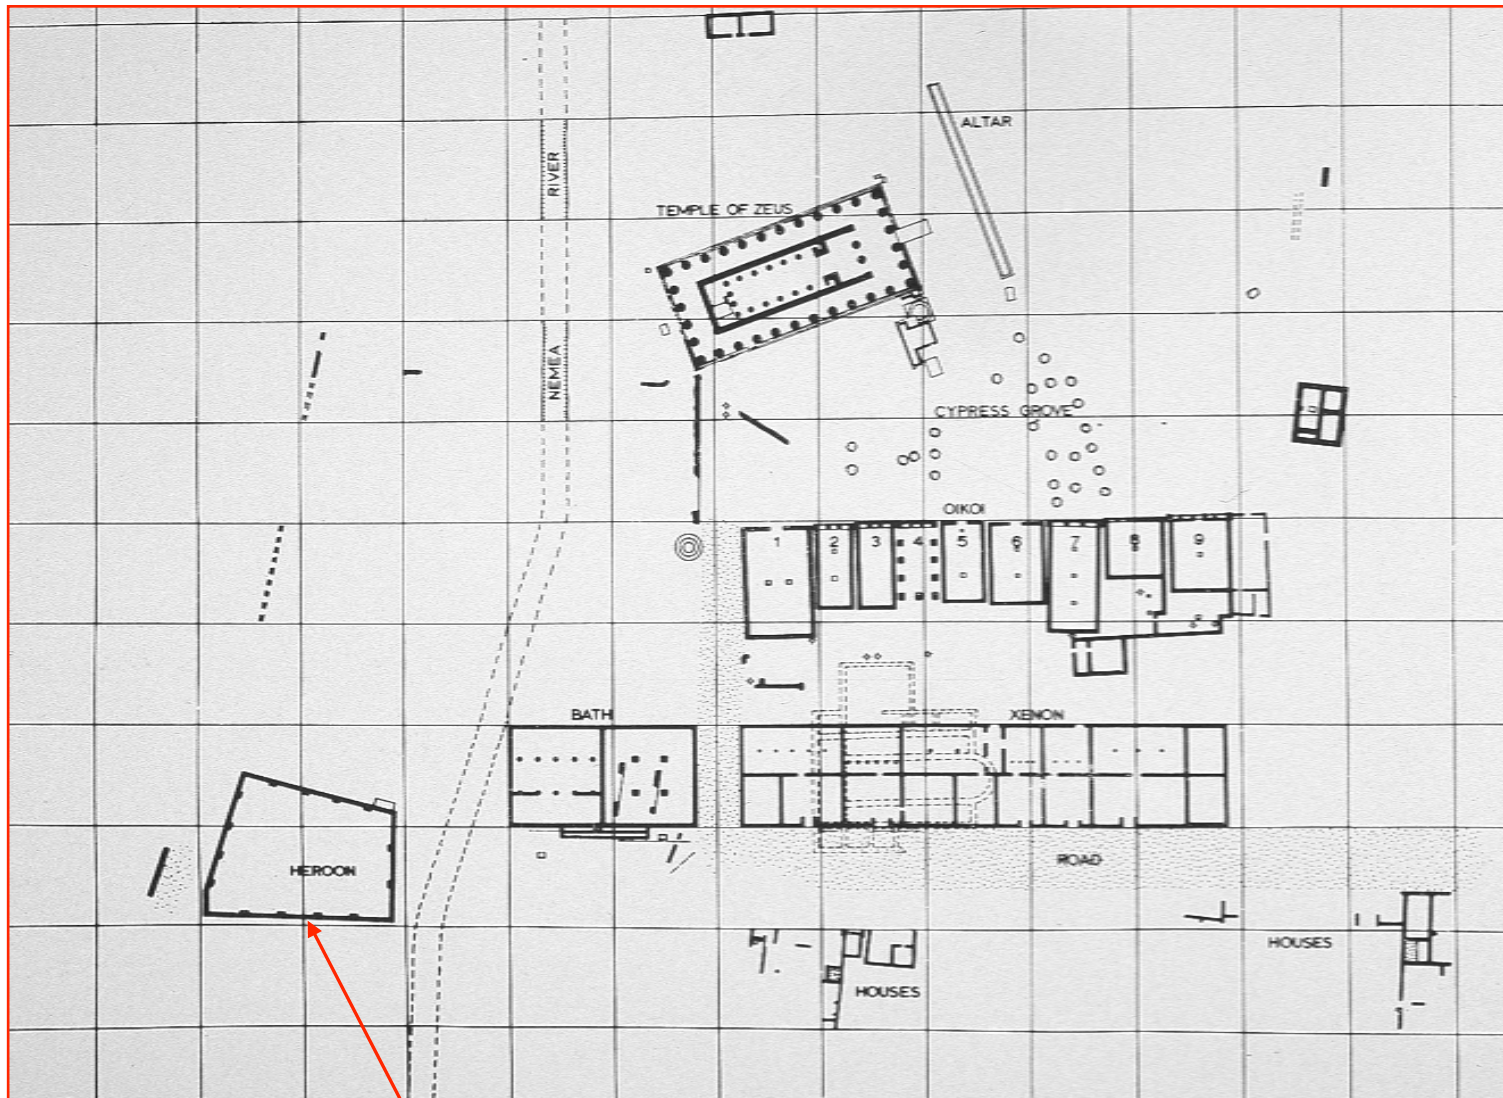 ALTAR
RIVER
TEMPLE OF ZEUS
NEMEA
CYPRESS GROVE
OIKOI
1 2 3 4 5 6 7 8 9
BATH
XENON
ROAD
HEROON
HOUSES
HOUSES